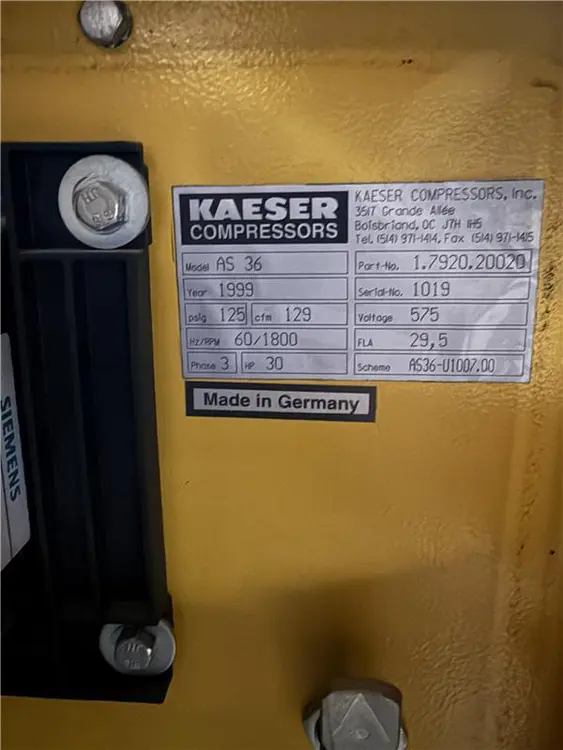 KAESER
COMPRESSORS
KAESER COMPRESSORS, Inc.
3517 Grande Allée
Boisbriand, QC J7H 1H5
Tel. (514) 971-1414, Fax (514) 971-1415
Model AS 36
Part-No. 1.7920.20020
Year 1999
Serial-No. 1019
psig 125 cfm 129
Voltage 575
Hz/RPM 60/1800
FLA 29,5
Phase 3 HP 30
Scheme AS36-U1007.00
Made in Germany
SIEMENS